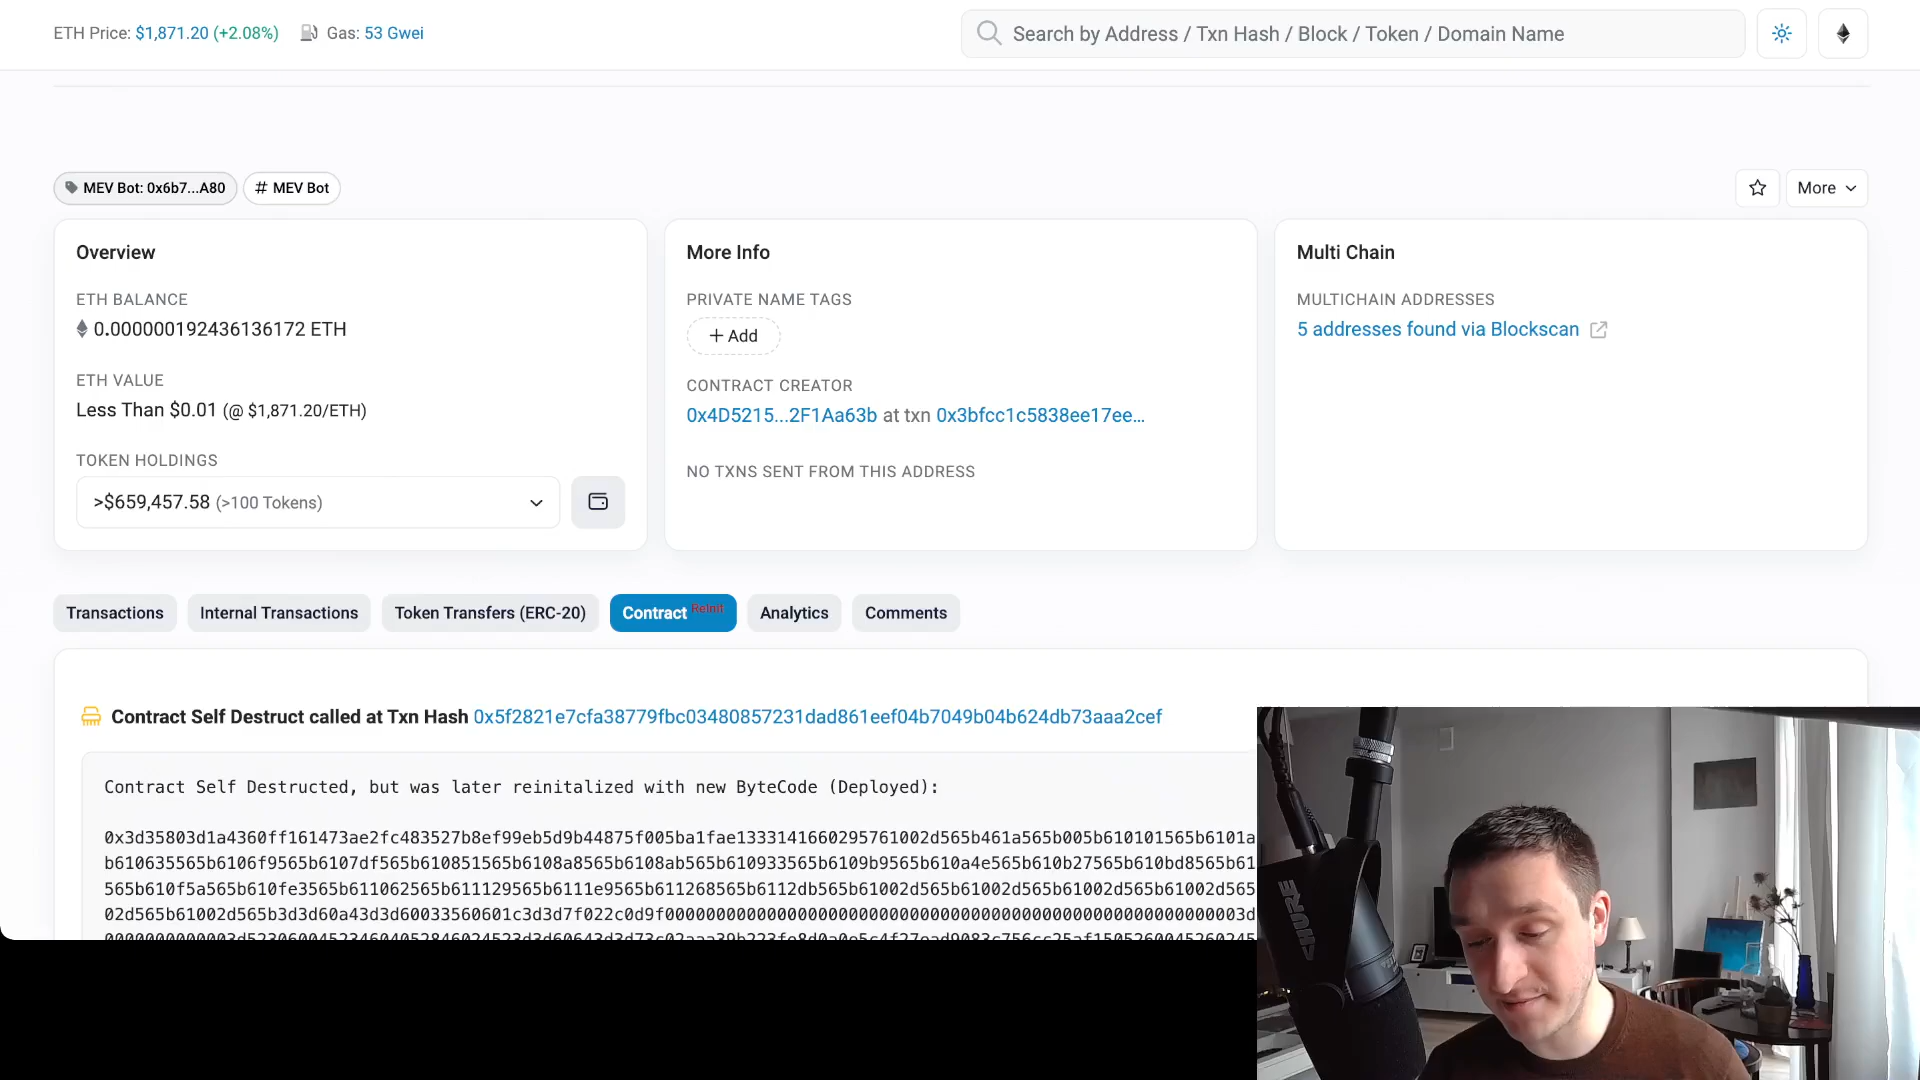 ETH Price: $1,871.20 (+2.08%) Gas: 53 Gwei
Search by Address / Txn Hash / Block / Token / Domain Name
MEV Bot: 0x6b7...A80
# MEV Bot
More
Overview
ETH BALANCE
0.000000192436136172 ETH
ETH VALUE
Less Than $0.01 (@ $1,871.20/ETH)
TOKEN HOLDINGS
>$659,457.58 (>100 Tokens)
More Info
PRIVATE NAME TAGS
+ Add
CONTRACT CREATOR
0x4D5215...2F1Aa63b at txn 0x3bfcc1c5838ee17ee...
NO TXNS SENT FROM THIS ADDRESS
Multi Chain
MULTICHAIN ADDRESSES
5 addresses found via Blockscan
Transactions
Internal Transactions
Token Transfers (ERC-20)
Contract ReInit
Analytics
Comments
Contract Self Destruct called at Txn Hash 0x5f2821e7cfa38779fbc03480857231dad861eef04b7049b04b624db73aaa2cef
Contract Self Destructed, but was later reinitalized with new ByteCode (Deployed):
0x3d35803d1a4360ff161473ae2fc483527b8ef99eb5d9b44875f005ba1fae1333141660295761002d565b461a565b005b610101565b6101a
b610635565b6106f9565b6107df565b610851565b6108a8565b6108ab565b610933565b6109b9565b610a4e565b610b27565b610bd8565b61
565b610f5a565b610fe3565b611062565b611129565b6111e9565b611268565b6112db565b61002d565b61002d565b61002d565b61002d565
SHURE